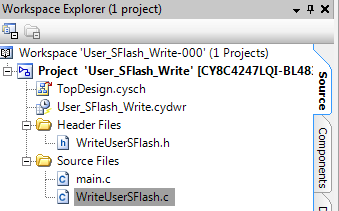 Workspace Explorer (1 project)
Workspace 'User_SFlash_Write-000' (1 Projects)
Project 'User_SFlash_Write' [CY8C4247LQI-BL48
TopDesign.cysch
User_SFlash_Write.cydwr
Header Files
h WriteUserSFlash.h
Source Files
C main.c
C WriteUserSFlash.c
Source
Components